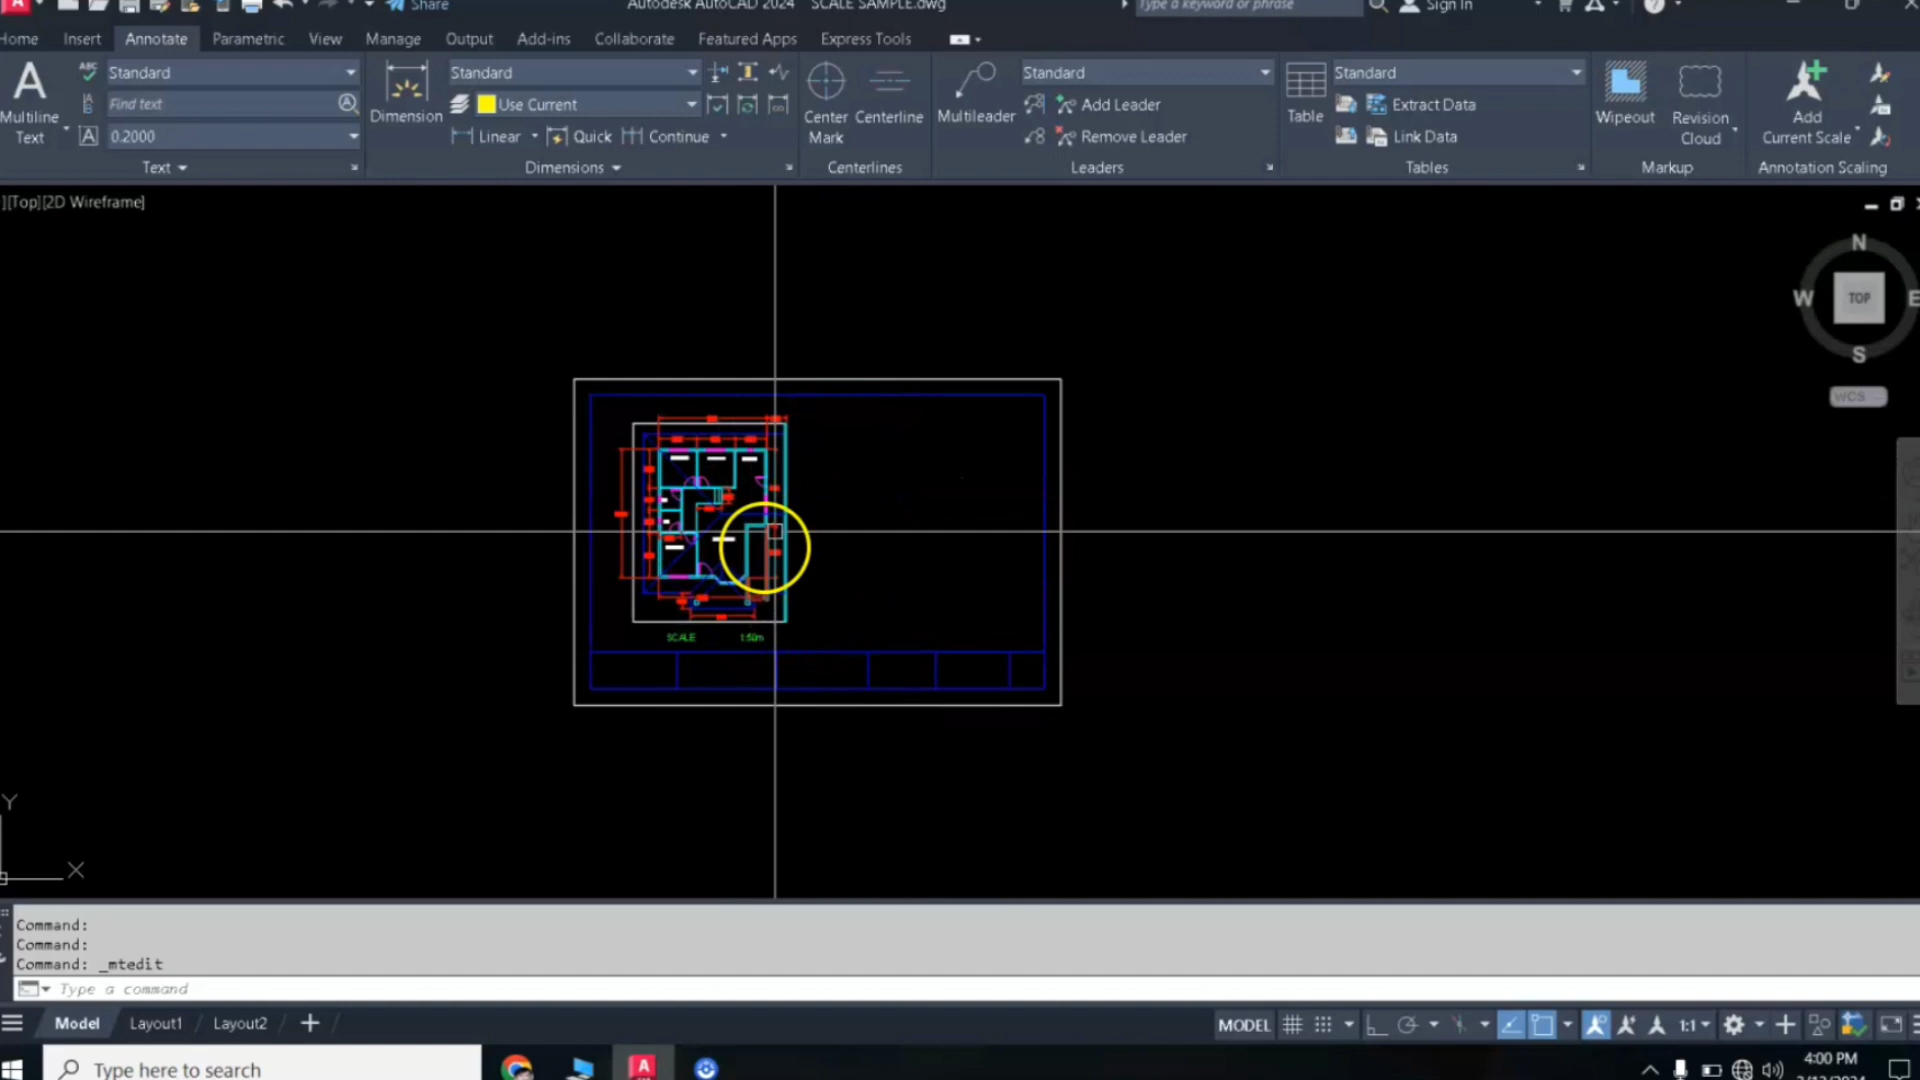 Share
Autodesk AutoCAD 2024 SCALE SAMPLE.dwg
Type a keyword or phrase
Sign In
Home Insert Annotate Parametric View Manage Output Add-ins Collaborate Featured Apps Express Tools
Multiline Text
ABC
Standard
Find text
0.2000
Text
Dimension
Standard
Use Current
Linear Quick Continue
Dimensions
Center Mark
Centerline
Centerlines
Multileader
Standard
Add Leader
Remove Leader
Leaders
Table
Standard
Extract Data
Link Data
Tables
Wipeout
Revision Cloud
Markup
Add Current Scale
Annotation Scaling
][Top][2D Wireframe]
N
W
TOP
E
S
WCS
SCALE 1:50m
Y
X
Command:
Command:
Command: _mtedit
Type a command
Model Layout1 Layout2
MODEL
1:1
Type here to search
4:00 PM